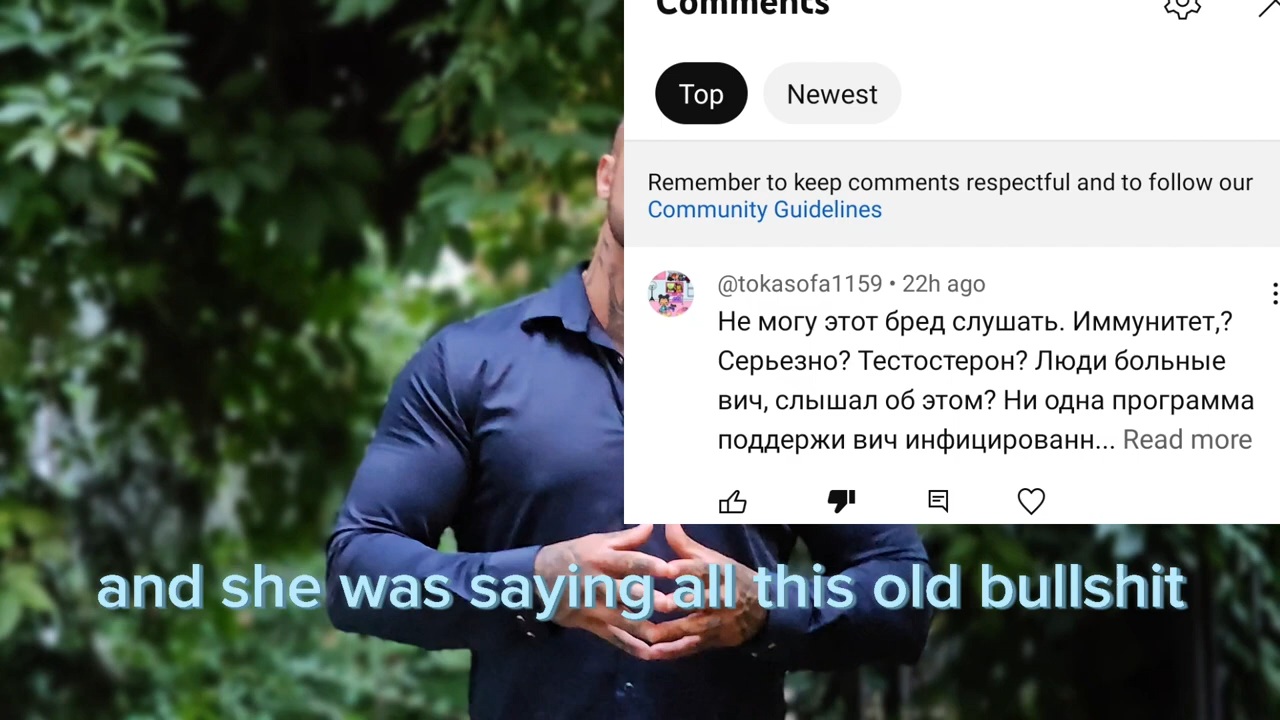 Comments
Top
Newest
Remember to keep comments respectful and to follow our
Community Guidelines
@tokasofa1159 • 22h ago
Не могу этот бред слушать. Иммунитет,?
Серьезно? Тестостерон? Люди больные
вич, слышал об этом? Ни одна программа
поддержи вич инфицированн... Read more
and she was saying all this old bullshit